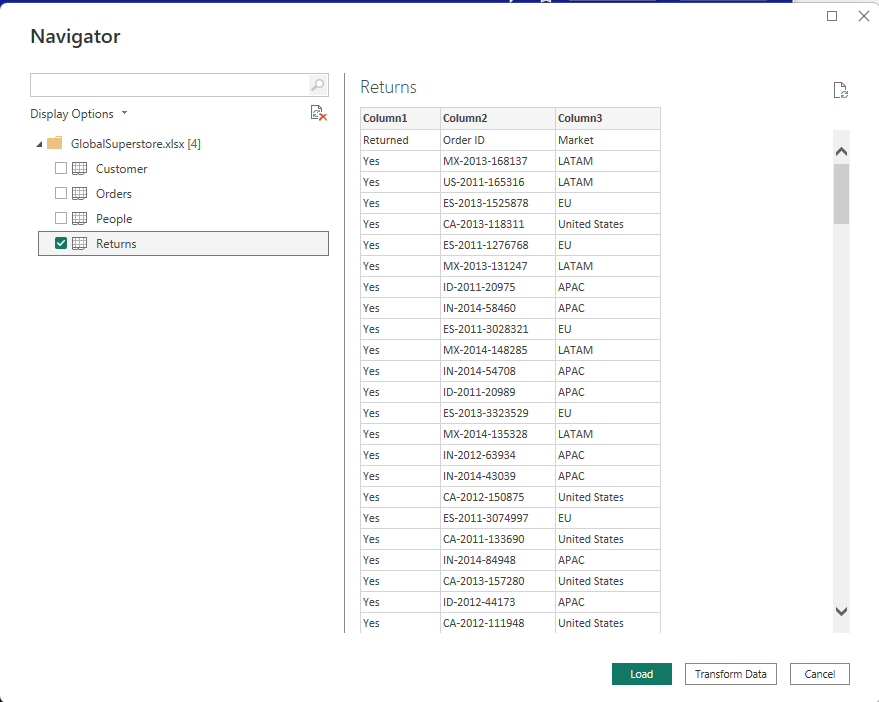 Navigator
Display Options
GlobalSuperstore.xlsx [4]
Customer
Orders
People
Returns
Returns
Column1 Column2 Column3
Returned Order ID Market
Yes MX-2013-168137 LATAM
Yes US-2011-165316 LATAM
Yes ES-2013-1525878 EU
Yes CA-2013-118311 United States
Yes ES-2011-1276768 EU
Yes MX-2013-131247 LATAM
Yes ID-2011-20975 APAC
Yes IN-2014-58460 APAC
Yes ES-2011-3028321 EU
Yes MX-2014-148285 LATAM
Yes IN-2014-54708 APAC
Yes ID-2011-20989 APAC
Yes ES-2013-3323529 EU
Yes MX-2014-135328 LATAM
Yes IN-2012-63934 APAC
Yes IN-2014-43039 APAC
Yes CA-2012-150875 United States
Yes ES-2011-3074997 EU
Yes CA-2011-133690 United States
Yes IN-2014-84948 APAC
Yes CA-2013-157280 United States
Yes ID-2012-44173 APAC
Yes CA-2012-111948 United States
Load Transform Data Cancel